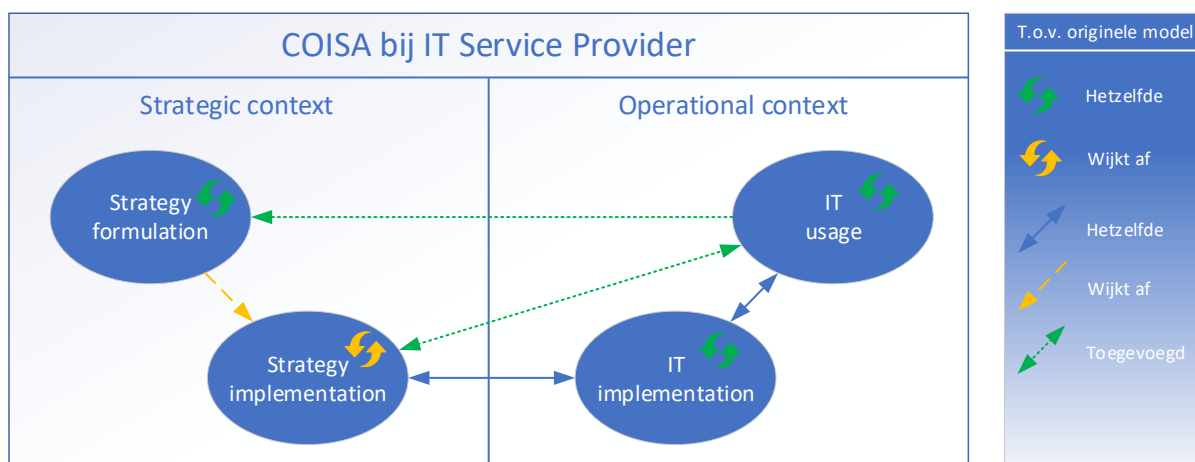 COISA bij IT Service Provider
Strategic context
Operational context
Strategy
formulation
IT
usage
Strategy
implementation
IT
implementation
T.o.v. originele model
Hetzelfde
Wijkt af
Hetzelfde
Wijkt af
Toegevoegd